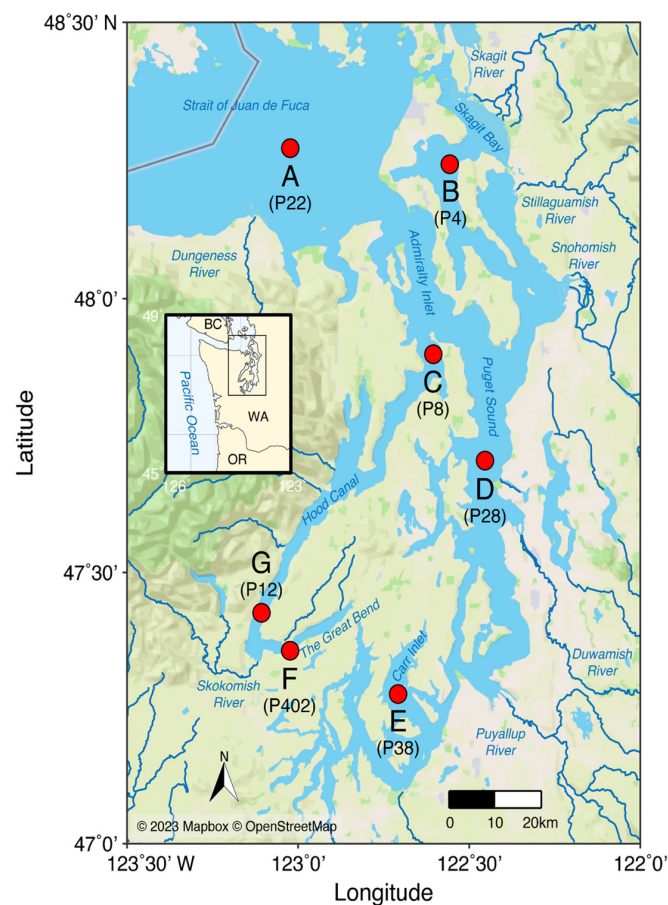 48˚30' N
Skagit
River
Strait of Juan de Fuca
Skagit Bay
A
(P22)
B
(P4)
Stillaguamish
River
Dungeness
River
Admiralty Inlet
Snohomish
River
48˚0'
49
BC
Pacific Ocean
WA
OR
45
126
123
C
(P8)
Puget Sound
Latitude
D
(P28)
Hood Canal
47˚30'
G
(P12)
The Great Bend
F
(P402)
Skokomish
River
Carr Inlet
E
(P38)
Duwamish
River
Puyallup
River
N
0 10 20km
© 2023 Mapbox © OpenStreetMap
47˚0'
123˚30' W 123˚0' 122˚30' 122˚0'
Longitude